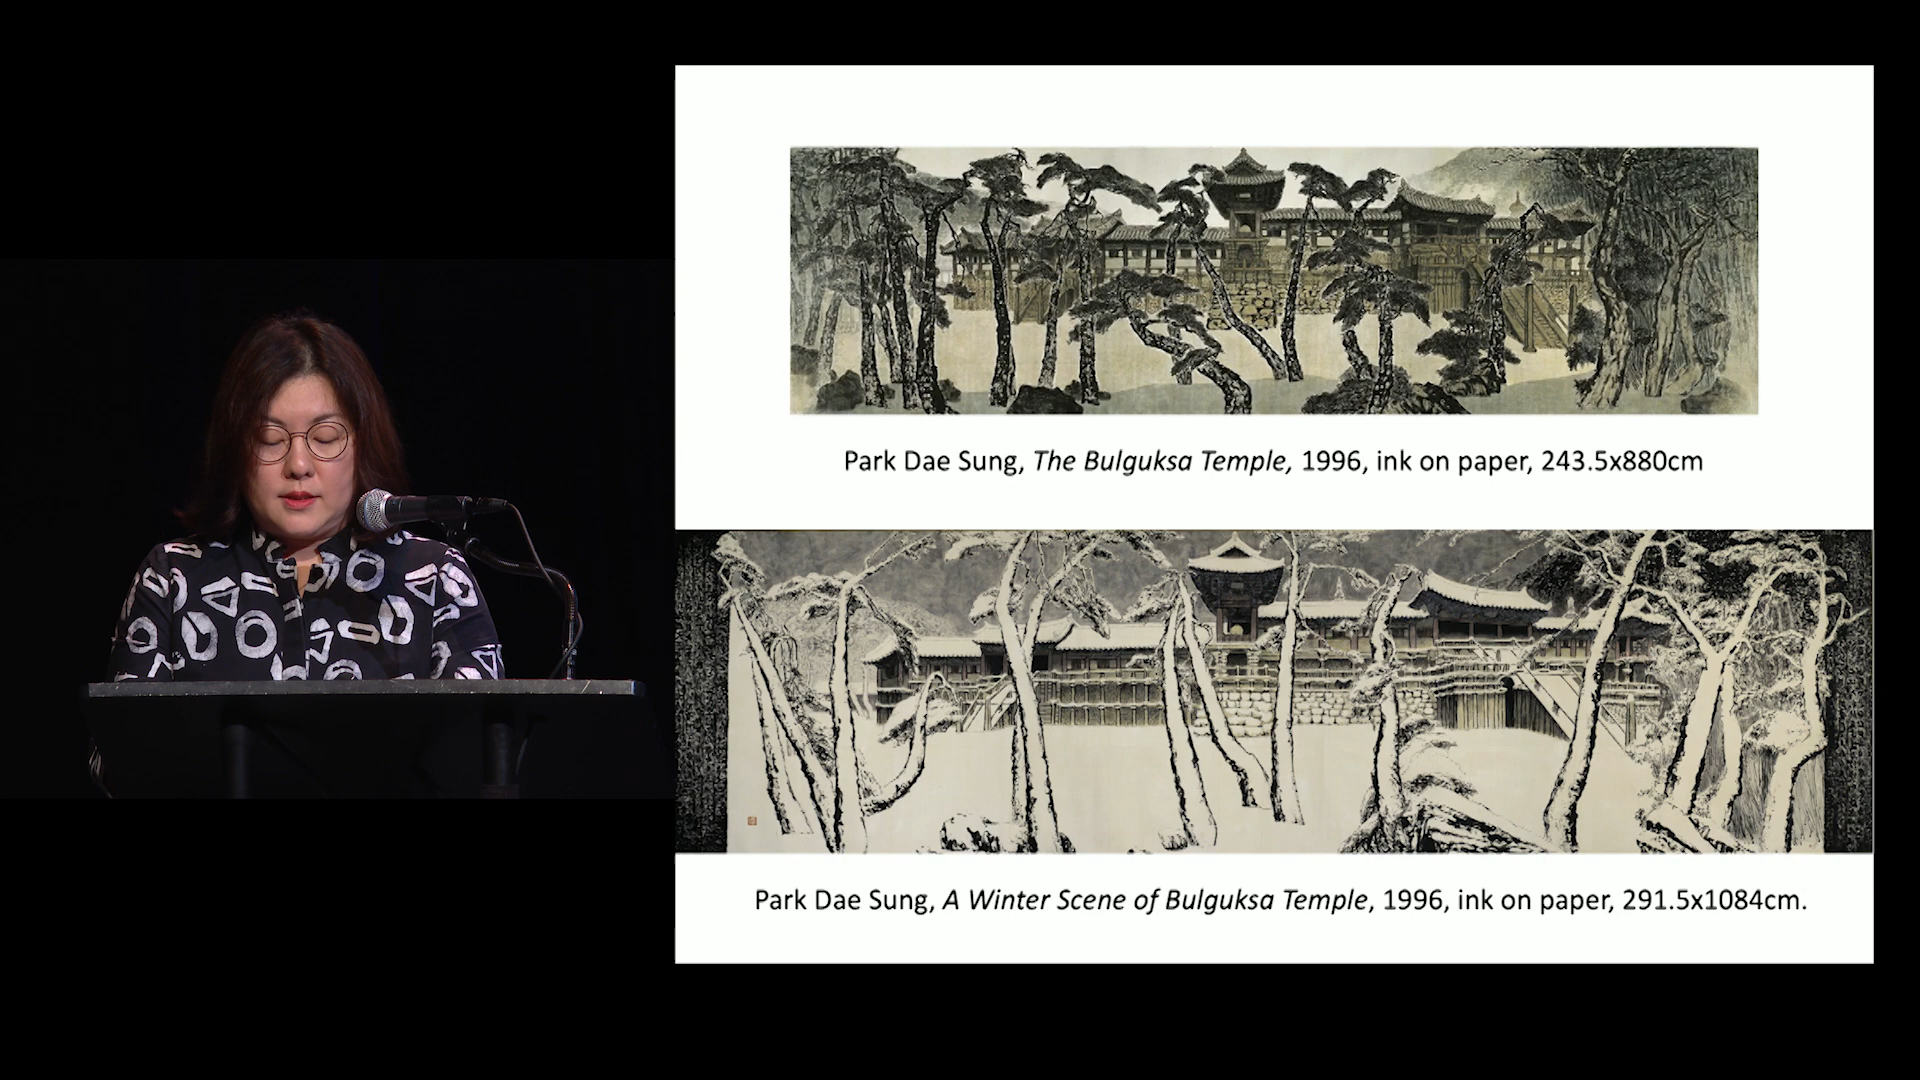 Park Dae Sung, The Bulguksa Temple, 1996, ink on paper, 243.5x880cm
Park Dae Sung, A Winter Scene of Bulguksa Temple, 1996, ink on paper, 291.5x1084cm.